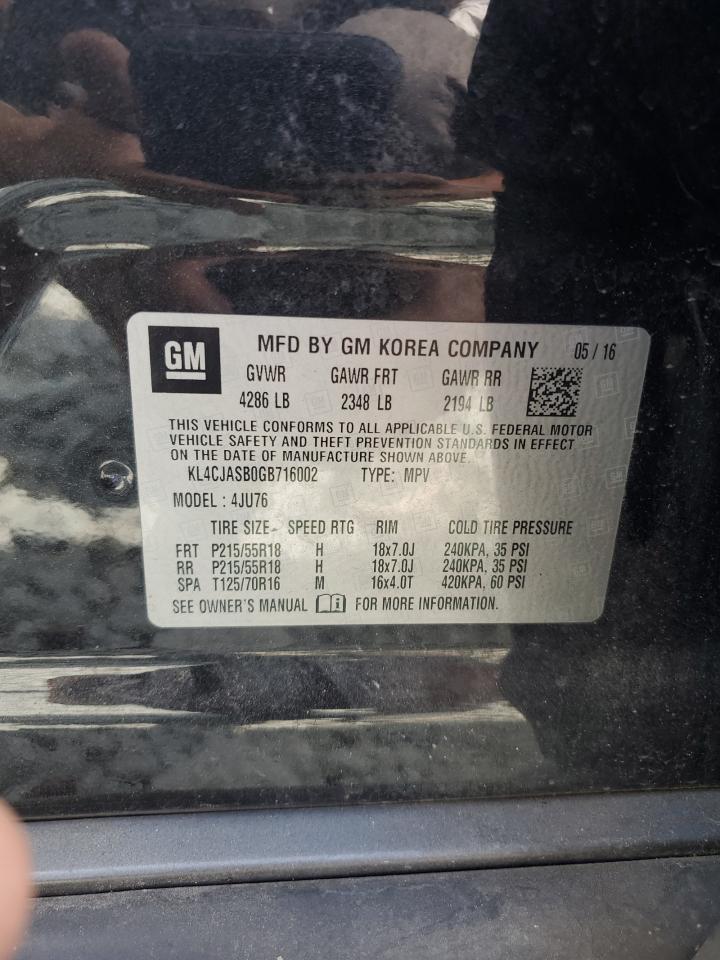 GM
MFD BY GM KOREA COMPANY 05 / 16
GVWR GAWR FRT GAWR RR
4286 LB 2348 LB 2194 LB
THIS VEHICLE CONFORMS TO ALL APPLICABLE U.S. FEDERAL MOTOR
VEHICLE SAFETY AND THEFT PREVENTION STANDARDS IN EFFECT
ON THE DATE OF MANUFACTURE SHOWN ABOVE.
KL4CJASB0GB716002 TYPE: MPV
MODEL : 4JU76
TIRE SIZE SPEED RTG RIM COLD TIRE PRESSURE
FRT P215/55R18 H 18x7.0J 240KPA, 35 PSI
RR P215/55R18 H 18x7.0J 240KPA, 35 PSI
SPA T125/70R16 M 16x4.0T 420KPA, 60 PSI
SEE OWNER'S MANUAL FOR MORE INFORMATION.